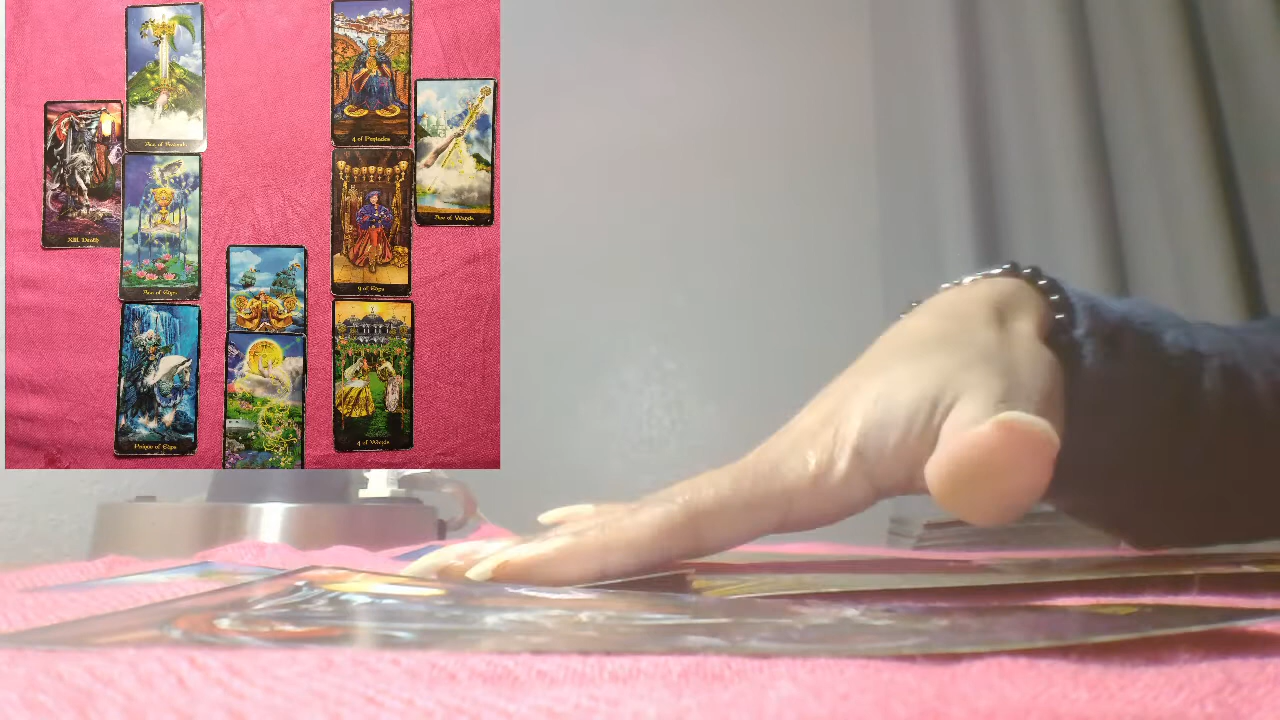 Ace of Swords
4 of Pentacles
XIII. Death
Ace of Wands
Ace of Cups
9 of Cups
Knight of Cups
4 of Wands